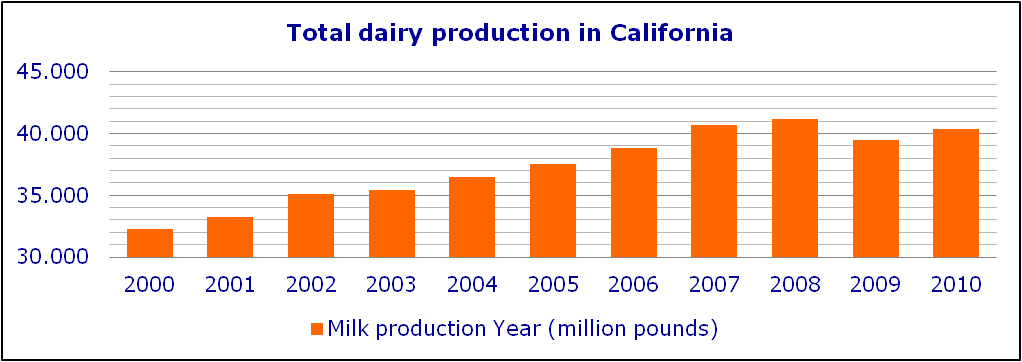 Total dairy production in California
45.000
40.000
35.000
30.000
2000 2001 2002 2003 2004 2005 2006 2007 2008 2009 2010
Milk production Year (million pounds)